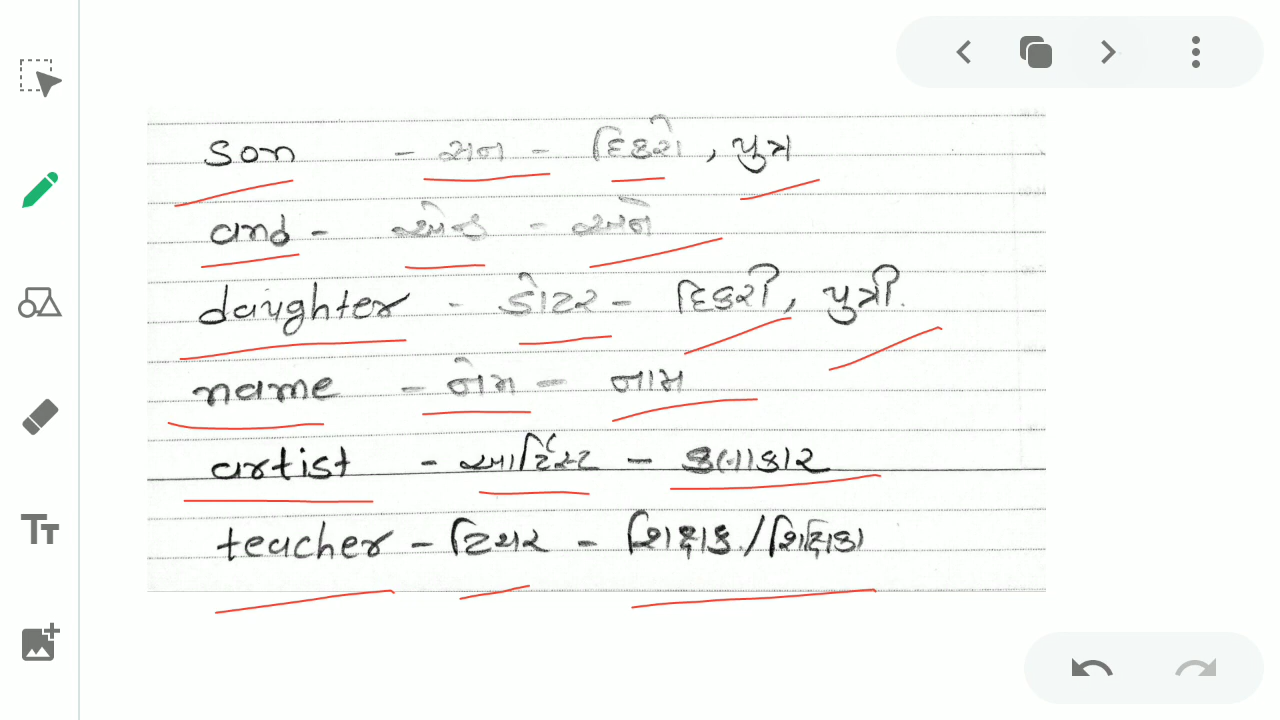 son - સન - દિકરો, પુત્ર
and - એન્ડ - અને
daughter - ડોટર - દિકરી, પુત્રી.
name - નેમ - નામ
artist - આર્ટિસ્ટ - કલાકાર
teacher - ટિચર - શિક્ષક/શિક્ષિકા